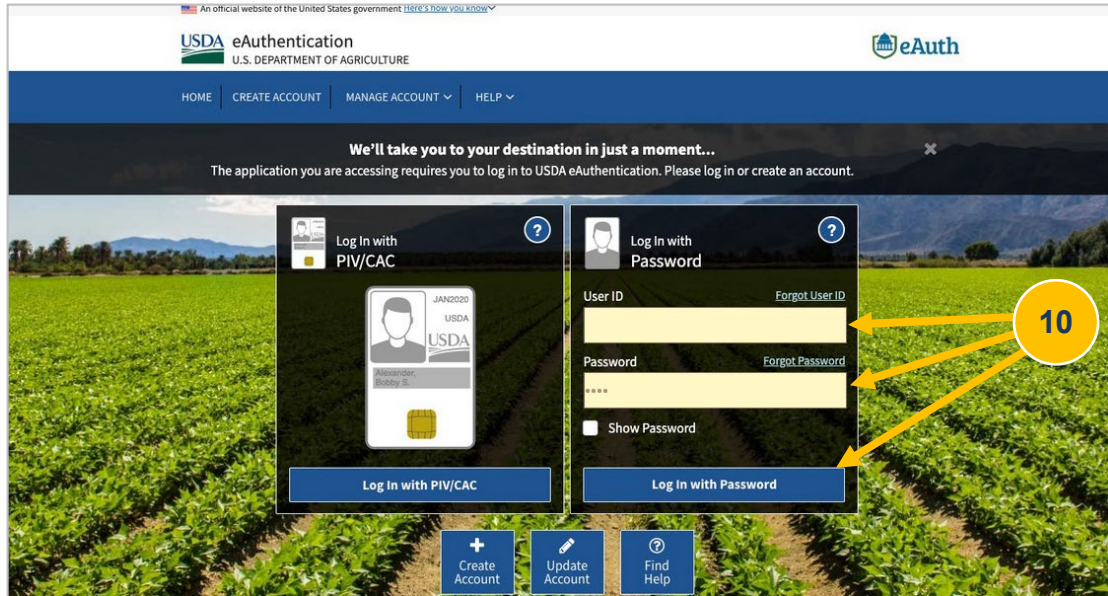 An official website of the United States government Here's how you know
USDA eAuthentication
U.S. DEPARTMENT OF AGRICULTURE
eAuth
HOME CREATE ACCOUNT MANAGE ACCOUNT HELP
We'll take you to your destination in just a moment...
The application you are accessing requires you to log in to USDA eAuthentication. Please log in or create an account.
Log In with
PIV/CAC
?
JAN2020
USDA
USDA
Alexander,
Bobby S.
Log In with PIV/CAC
Log In with
Password
?
User ID Forgot User ID
Password Forgot Password
Show Password
Log In with Password
10
Create
Account
Update
Account
Find
Help